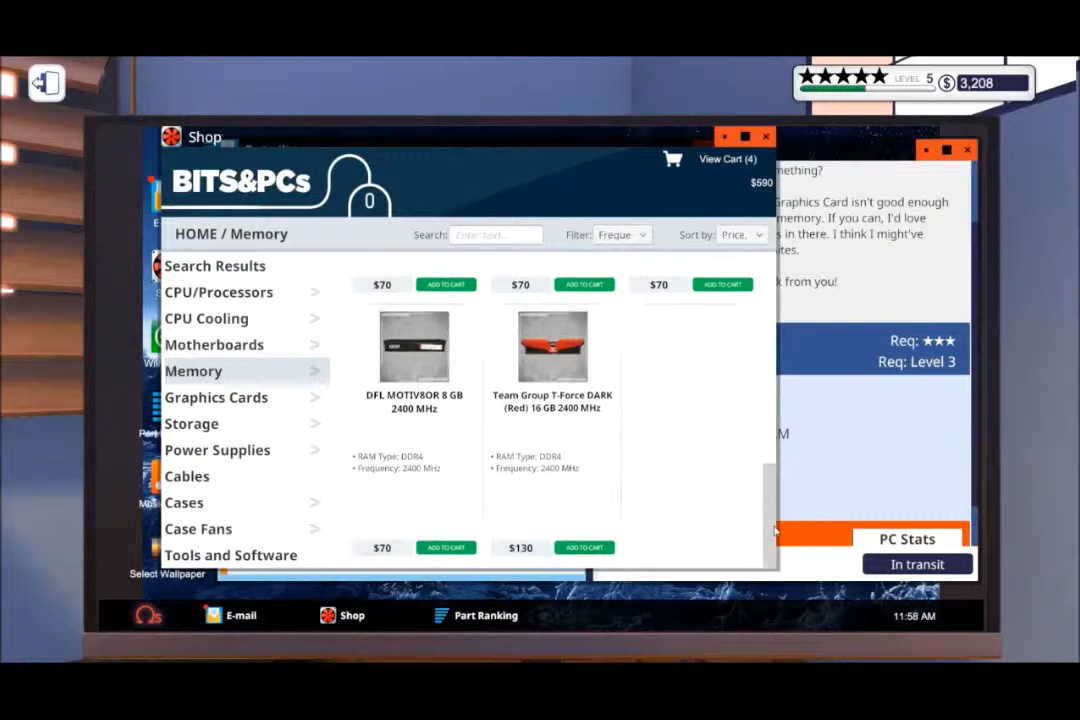 LEVEL 5
$ 3,208
Shop
BITS&PCs
View Cart (4)
$590
HOME / Memory
Search: Enter text...
Filter: Freque
Sort by: Price,
Search Results
CPU/Processors >
CPU Cooling >
Motherboards >
Memory >
Graphics Cards >
Storage >
Power Supplies >
Cables
Cases >
Case Fans >
Tools and Software
$70 ADD TO CART
$70 ADD TO CART
$70 ADD TO CART
DFL MOTIV8OR 8 GB
2400 MHz
• RAM Type: DDR4
• Frequency: 2400 MHz
$70 ADD TO CART
Team Group T-Force DARK
(Red) 16 GB 2400 MHz
• RAM Type: DDR4
• Frequency: 2400 MHz
$130 ADD TO CART
nething?
Graphics Card isn't good enough
memory. If you can, I'd love
s in there. I think I might've
ites.
k from you!
Req: ★★★
Req: Level 3
M
PC Stats
In transit
Select Wallpaper
E-mail
Shop
Part Ranking
11:58 AM